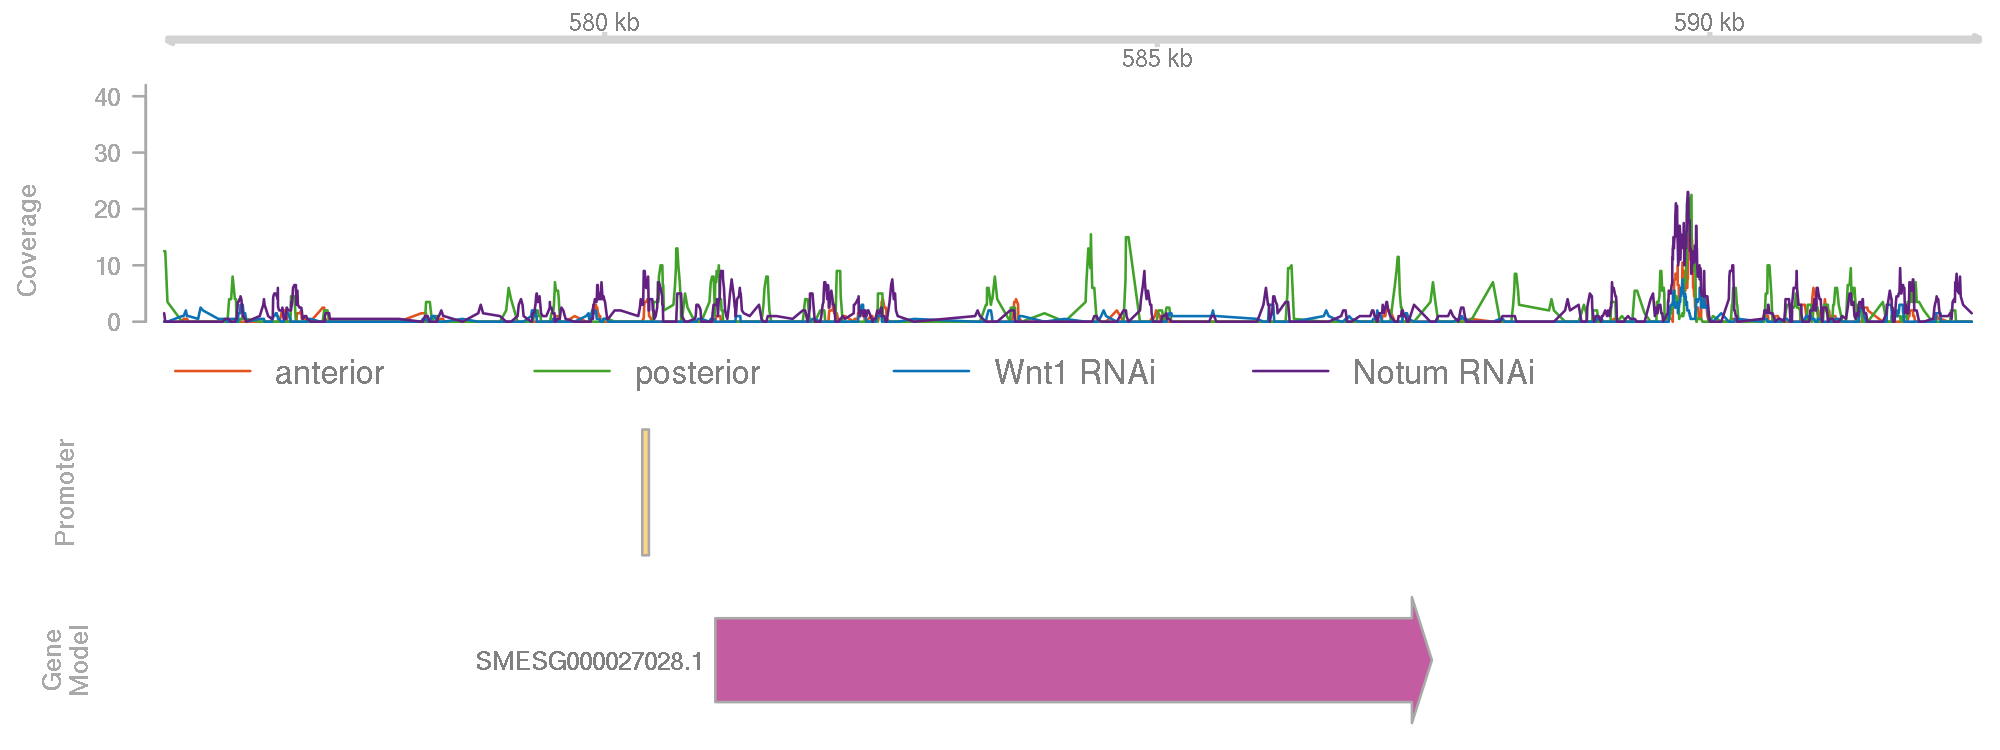 580 kb
590 kb
585 kb
40
30
20
10
0
Coverage
anterior
posterior
Wnt1 RNAi
Notum RNAi
Promoter
SMESG000027028.1
Gene
Model